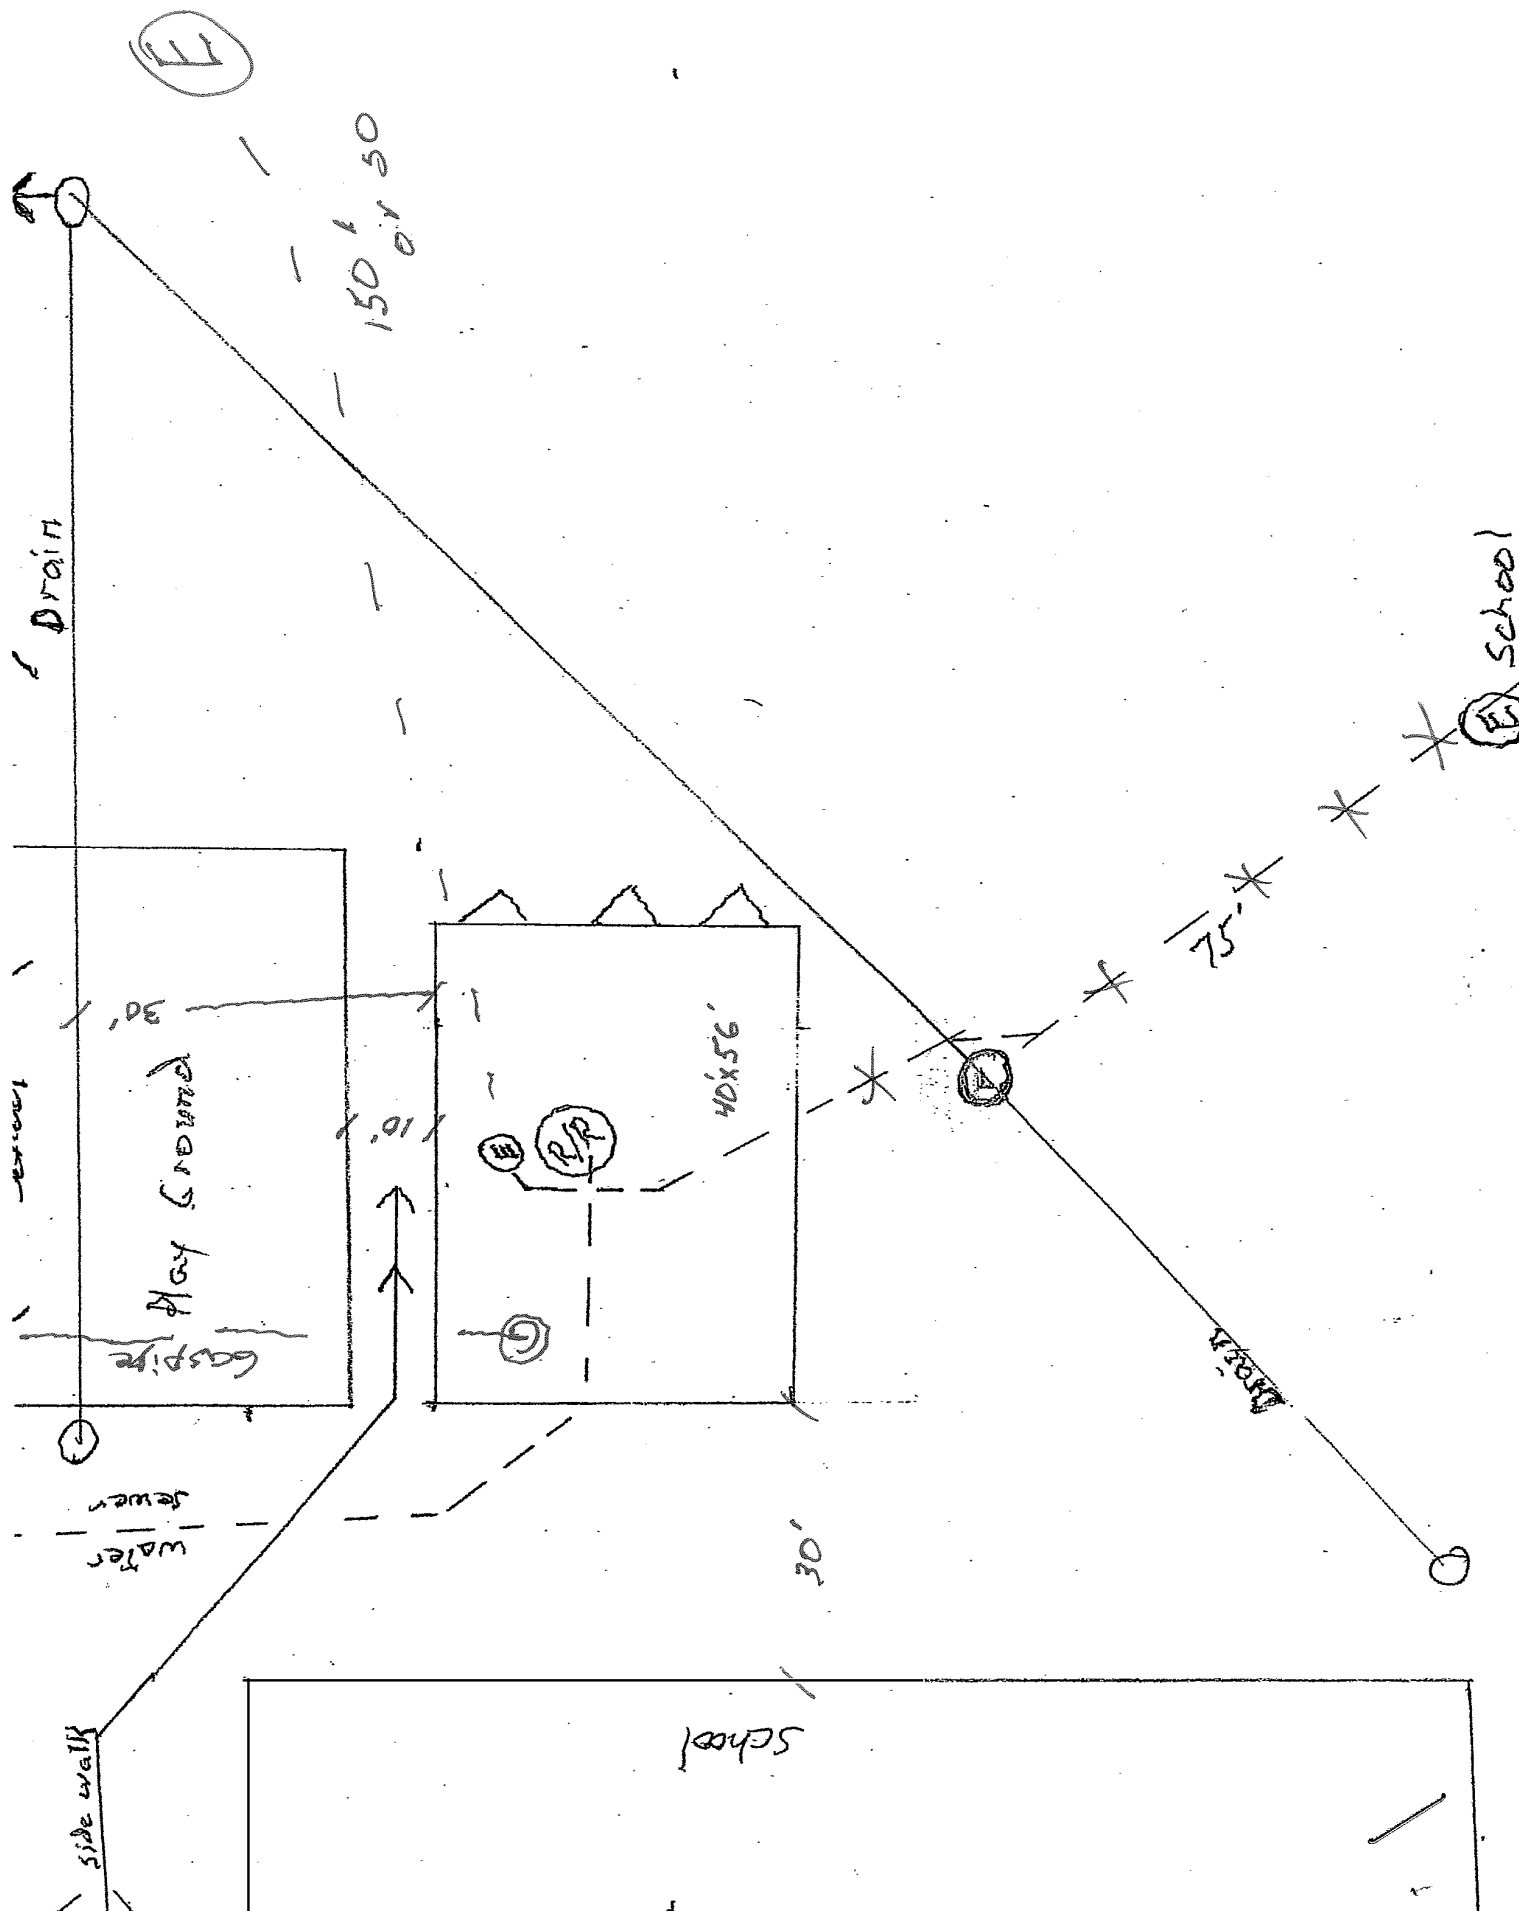 E
150'
or 50
Drain
School
E
75'
30'
Play Ground
10'
40'x56'
E
R/R
Gaspipe
G
Drain
sewer
water
30'
side walk
School